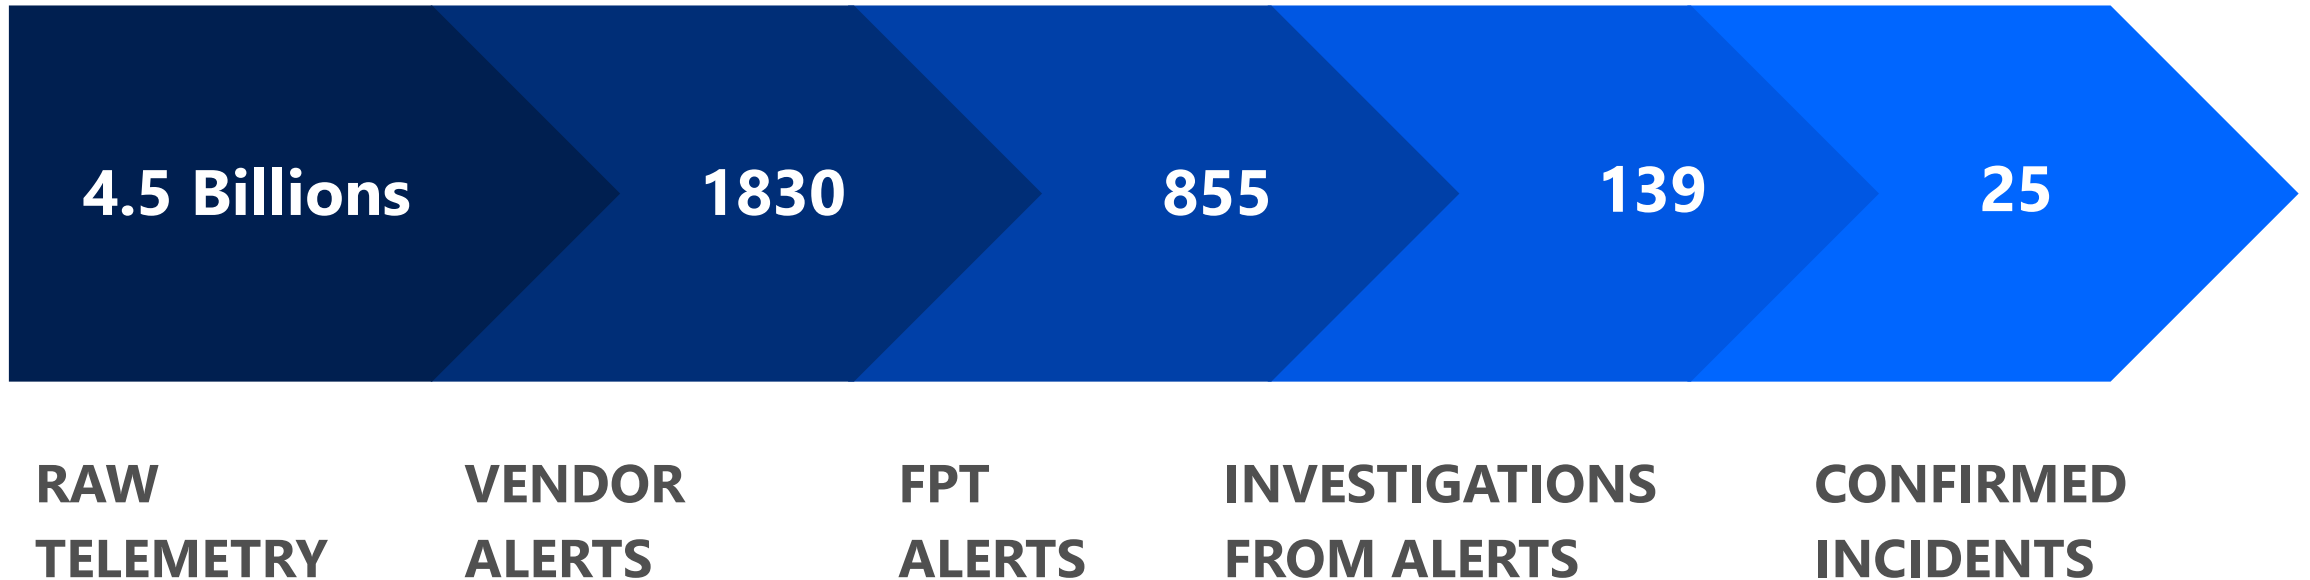 4.5 Billions
1830
855
139
25
RAW
TELEMETRY
VENDOR
ALERTS
FPT
ALERTS
INVESTIGATIONS
FROM ALERTS
CONFIRMED
INCIDENTS